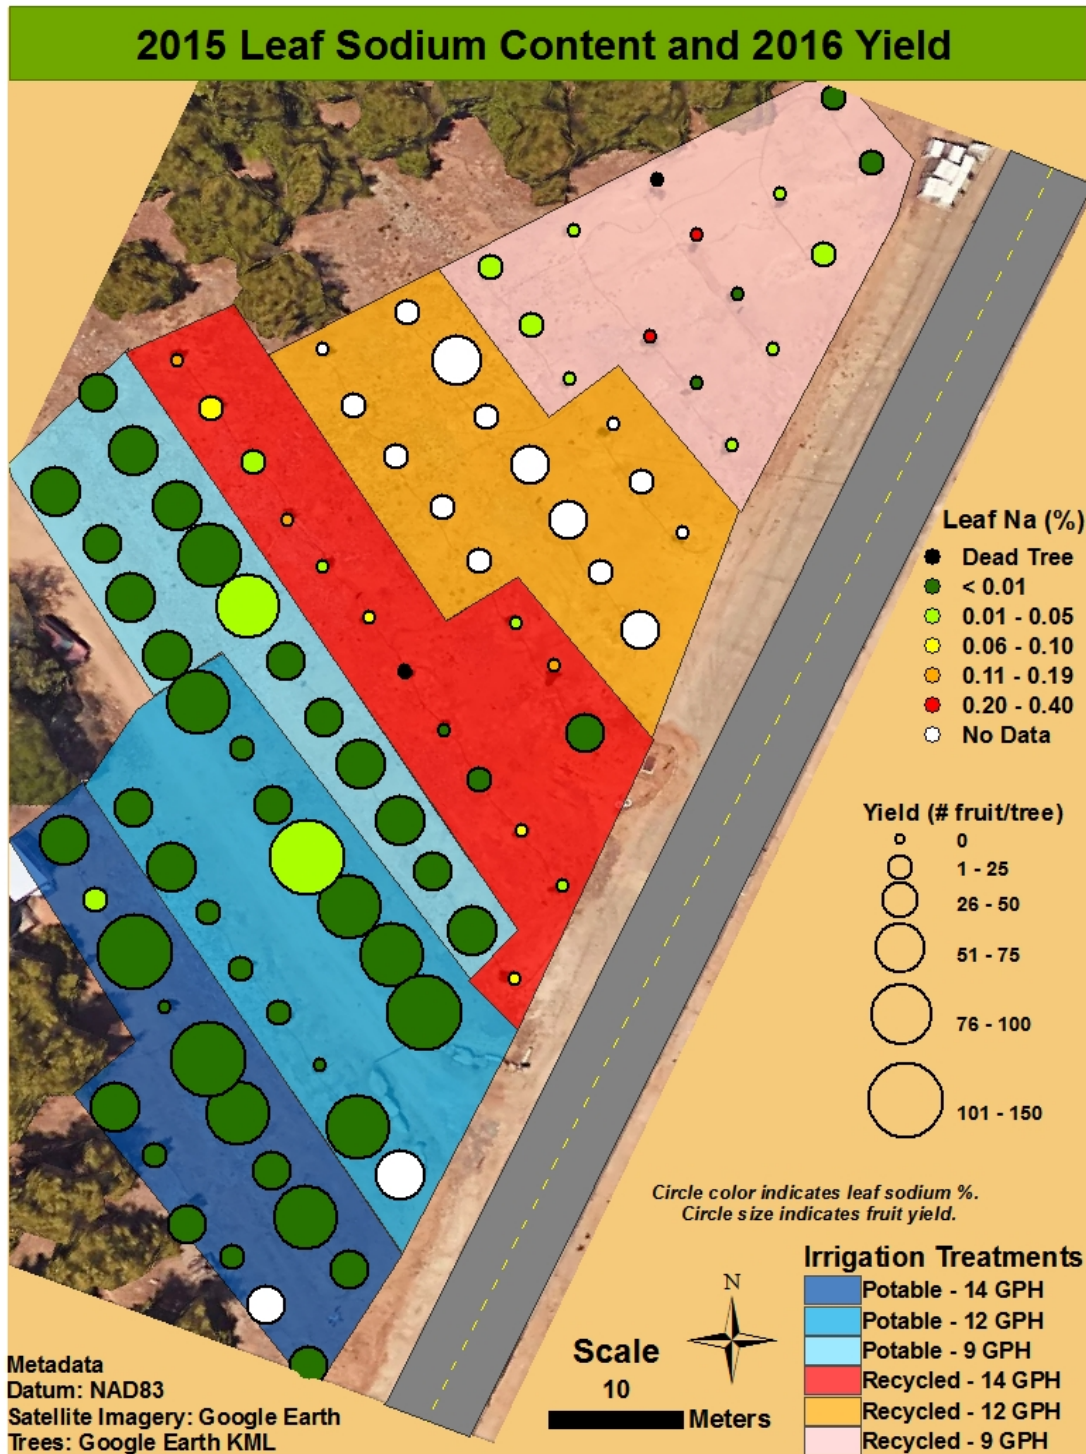 2015 Leaf Sodium Content and 2016 Yield
Leaf Na (%)
Dead Tree
< 0.01
0.01 - 0.05
0.06 - 0.10
0.11 - 0.19
0.20 - 0.40
No Data
Yield (# fruit/tree)
0
1 - 25
26 - 50
51 - 75
76 - 100
101 - 150
Circle color indicates leaf sodium %.
Circle size indicates fruit yield.
Irrigation Treatments
Potable - 14 GPH
Potable - 12 GPH
Potable - 9 GPH
Recycled - 14 GPH
Recycled - 12 GPH
Recycled - 9 GPH
N
Scale
10
Meters
Metadata
Datum: NAD83
Satellite Imagery: Google Earth
Trees: Google Earth KML